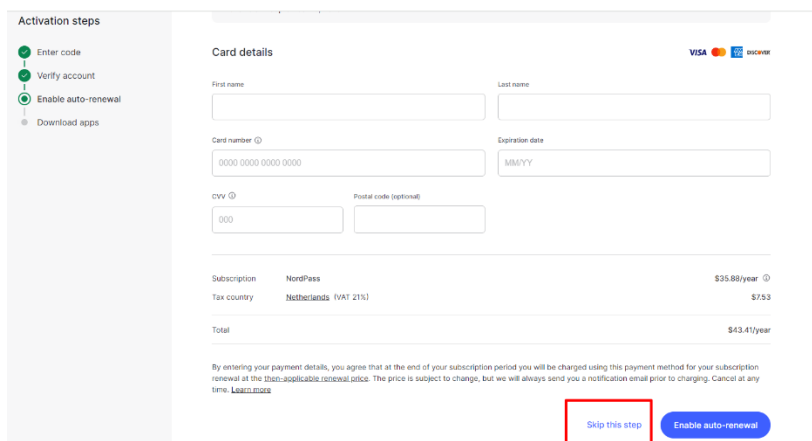 Activation steps
Enter code
Verify account
Enable auto-renewal
Download apps
Card details
VISA
DISCOVER
First name
Last name
Card number
Expiration date
0000 0000 0000 0000
MM/YY
CVV
Postal code (optional)
000
Subscription NordPass $35.88/year
Tax country Netherlands (VAT 21%) $7.53
Total $43.41/year
By entering your payment details, you agree that at the end of your subscription period you will be charged using this payment method for your subscription
renewal at the then-applicable renewal price. The price is subject to change, but we will always send you a notification email prior to charging. Cancel at any
time. Learn more
Skip this step
Enable auto-renewal